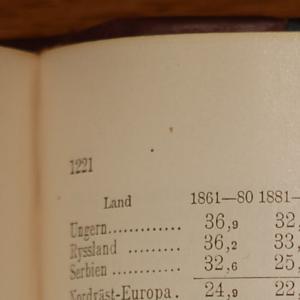 1221
Land 1861—80 1881—
Ungern............. 36,9 32,
Ryssland ......... 36,2 33,
Serbien ............ 32,6 25,
Nordväst-Europa. 24,9 22,